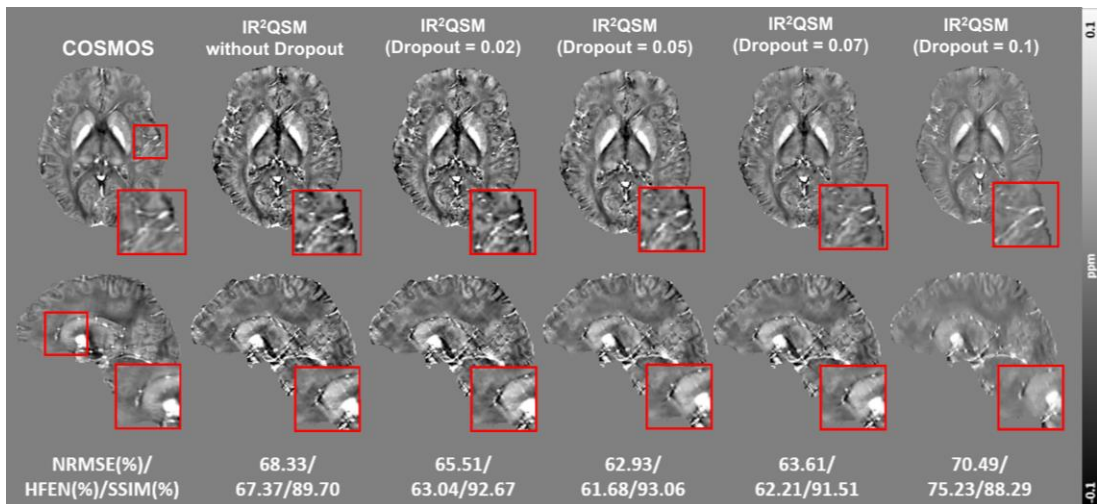 COSMOS
IR²QSM
without Dropout
IR²QSM
(Dropout = 0.02)
IR²QSM
(Dropout = 0.05)
IR²QSM
(Dropout = 0.07)
IR²QSM
(Dropout = 0.1)
0.1
ppm
-0.1
NRMSE(%)/
HFEN(%)/SSIM(%)
68.33/
67.37/89.70
65.51/
63.04/92.67
62.93/
61.68/93.06
63.61/
62.21/91.51
70.49/
75.23/88.29